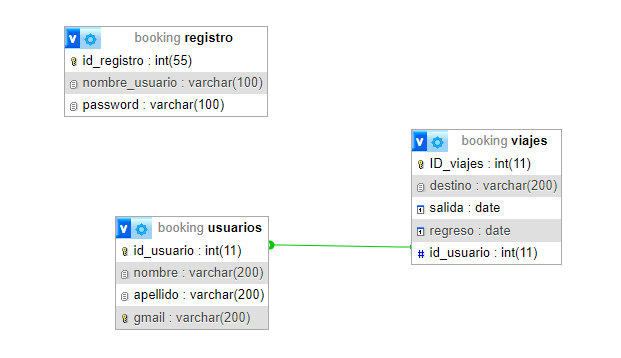 v booking registro
id_registro : int(55)
nombre_usuario : varchar(100)
password : varchar(100)
v booking viajes
ID_viajes : int(11)
destino : varchar(200)
salida : date
regreso : date
# id_usuario : int(11)
v booking usuarios
id_usuario : int(11)
nombre : varchar(200)
apellido : varchar(200)
gmail : varchar(200)